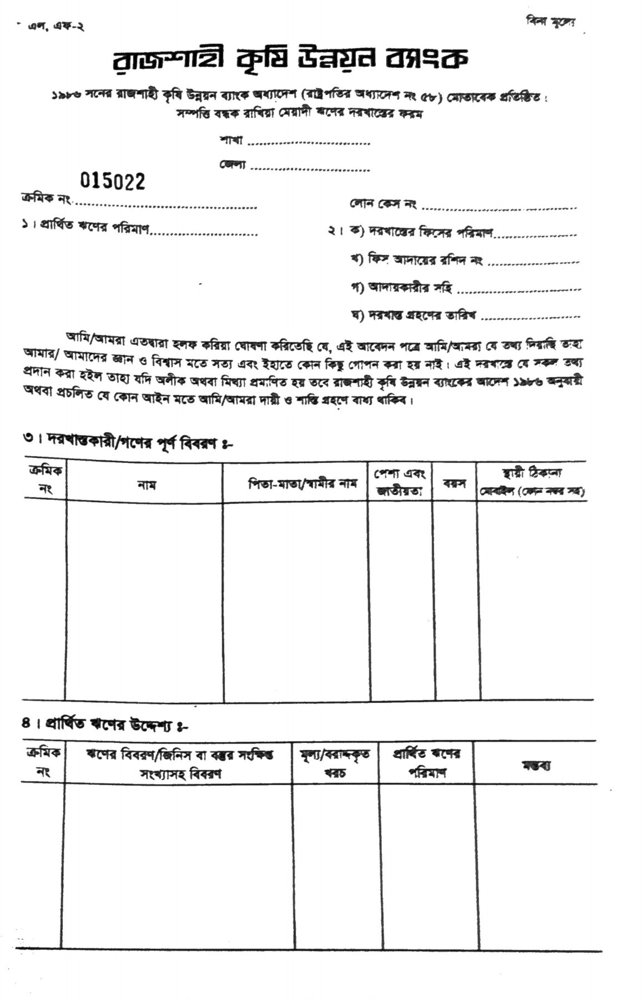 এল, এফ-২
বিনা মূল্যে
রাজশাহী কৃষি উন্নয়ন ব্যাংক
১৯৮৬ সনের রাজশাহী কৃষি উন্নয়ন ব্যাংক অধ্যাদেশ (রাষ্ট্রপতির অধ্যাদেশ নং ৫৮) মোতাবেক প্রতিষ্ঠিত।
সম্পত্তি বন্ধক রাখিয়া মেয়াদী ঋণের দরখাস্তের ফরম
শাখা ................................
জেলা ................................
015022
ক্রমিক নং................................................
লোন কেস নং ........................................
১। প্রার্থিত ঋণের পরিমাণ............................
২। ক) দরখাস্তের ফিসের পরিমাণ......................
খ) ফিস আদায়ের রশিদ নং ........................
গ) আদায়কারীর সহি ................................
ঘ) দরখাস্ত গ্রহণের তারিখ ..........................
আমি/আমরা এতদ্বারা হলফ করিয়া ঘোষণা করিতেছি যে, এই আবেদন পত্রে আমি/আমরা যে তথ্য দিয়াছি তাহা
আমার/ আমাদের জ্ঞান ও বিশ্বাস মতে সত্য এবং ইহাতে কোন কিছু গোপন করা হয় নাই। এই দরখাস্তে যে সকল তথ্য
প্রদান করা হইল তাহা যদি অলীক অথবা মিথ্যা প্রমাণিত হয় তবে রাজশাহী কৃষি উন্নয়ন ব্যাংকের আদেশ ১৯৮৬ অনুযায়ী
অথবা প্রচলিত যে কোন আইন মতে আমি/আমরা দায়ী ও শাস্তি গ্রহণে বাধ্য থাকিব।
৩। দরখাস্তকারী/গণের পূর্ণ বিবরণ ঃ-
ক্রমিক নং
নাম
পিতা-মাতা/স্বামীর নাম
পেশা এবং জাতীয়তা
বয়স
স্থায়ী ঠিকানা
মোবাইল (ফোন নম্বর সহ)
৪। প্রার্থিত ঋণের উদ্দেশ্য ঃ-
ক্রমিক নং
ঋণের বিবরণ/জিনিস বা বস্তুর সংক্ষিপ্ত
সংখ্যাসহ বিবরণ
মূল্য/বরাদ্দকৃত
খরচ
প্রার্থিত ঋণের
পরিমাণ
মন্তব্য